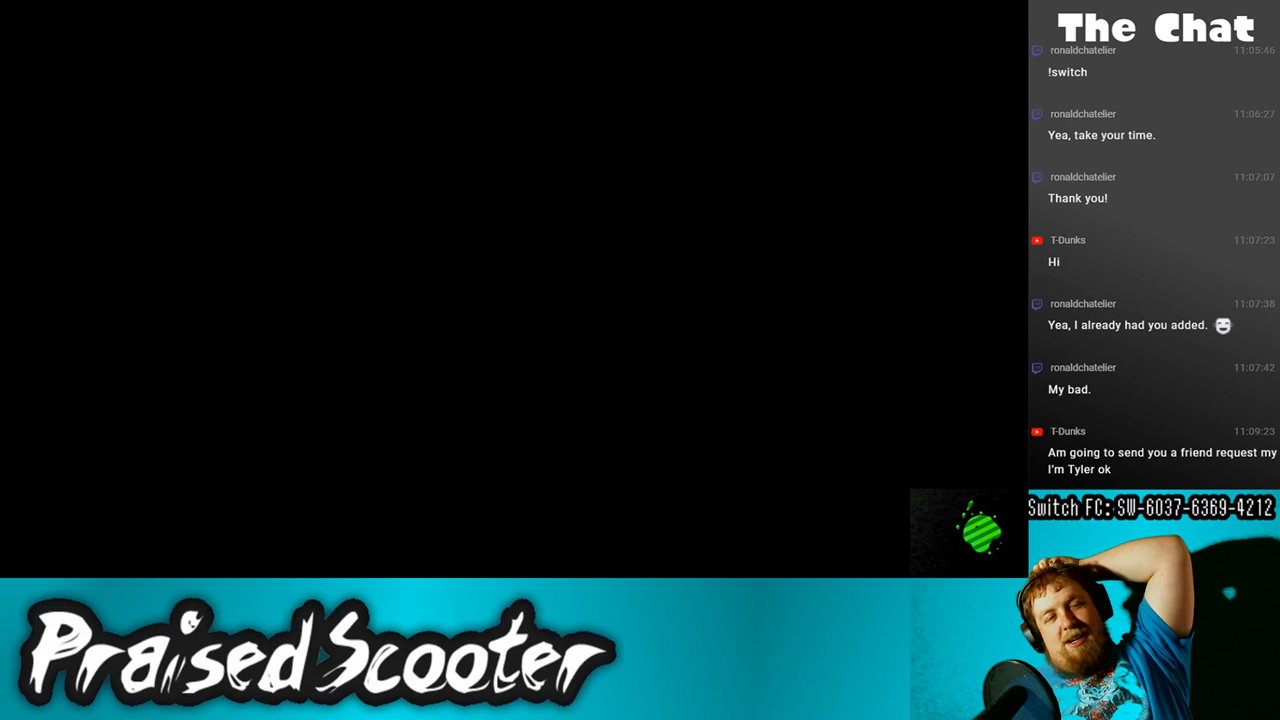 The Chat
ronaldchatelier 11:05:46
!switch
ronaldchatelier 11:06:27
Yea, take your time.
ronaldchatelier 11:07:07
Thank you!
T-Dunks 11:07:23
Hi
ronaldchatelier 11:07:38
Yea, I already had you added.
ronaldchatelier 11:07:42
My bad.
T-Dunks 11:09:23
Am going to send you a friend request my
I'm Tyler ok
Switch FC: SW-6037-6369-4212
PraisedScooter